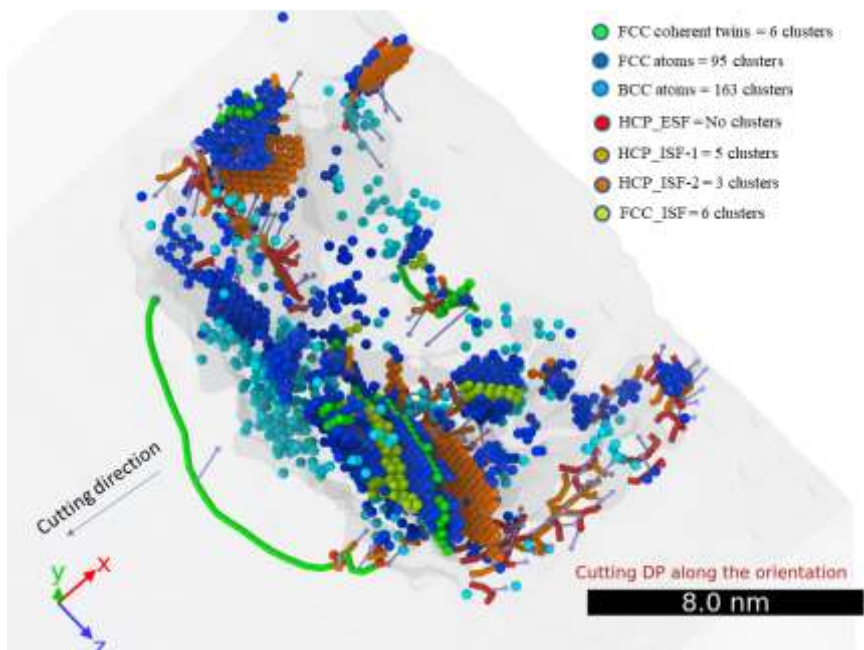 FCC coherent twins = 6 clusters
FCC atoms = 95 clusters
BCC atoms = 163 clusters
HCP_ESF =No clusters
HCP_ISF-1 = 5 clusters
HCP_ISF-2 = 3 clusters
FCC_ISF = 6 clusters
Cutting direction
y
x
z
Cutting DP along the orientation
8.0 nm